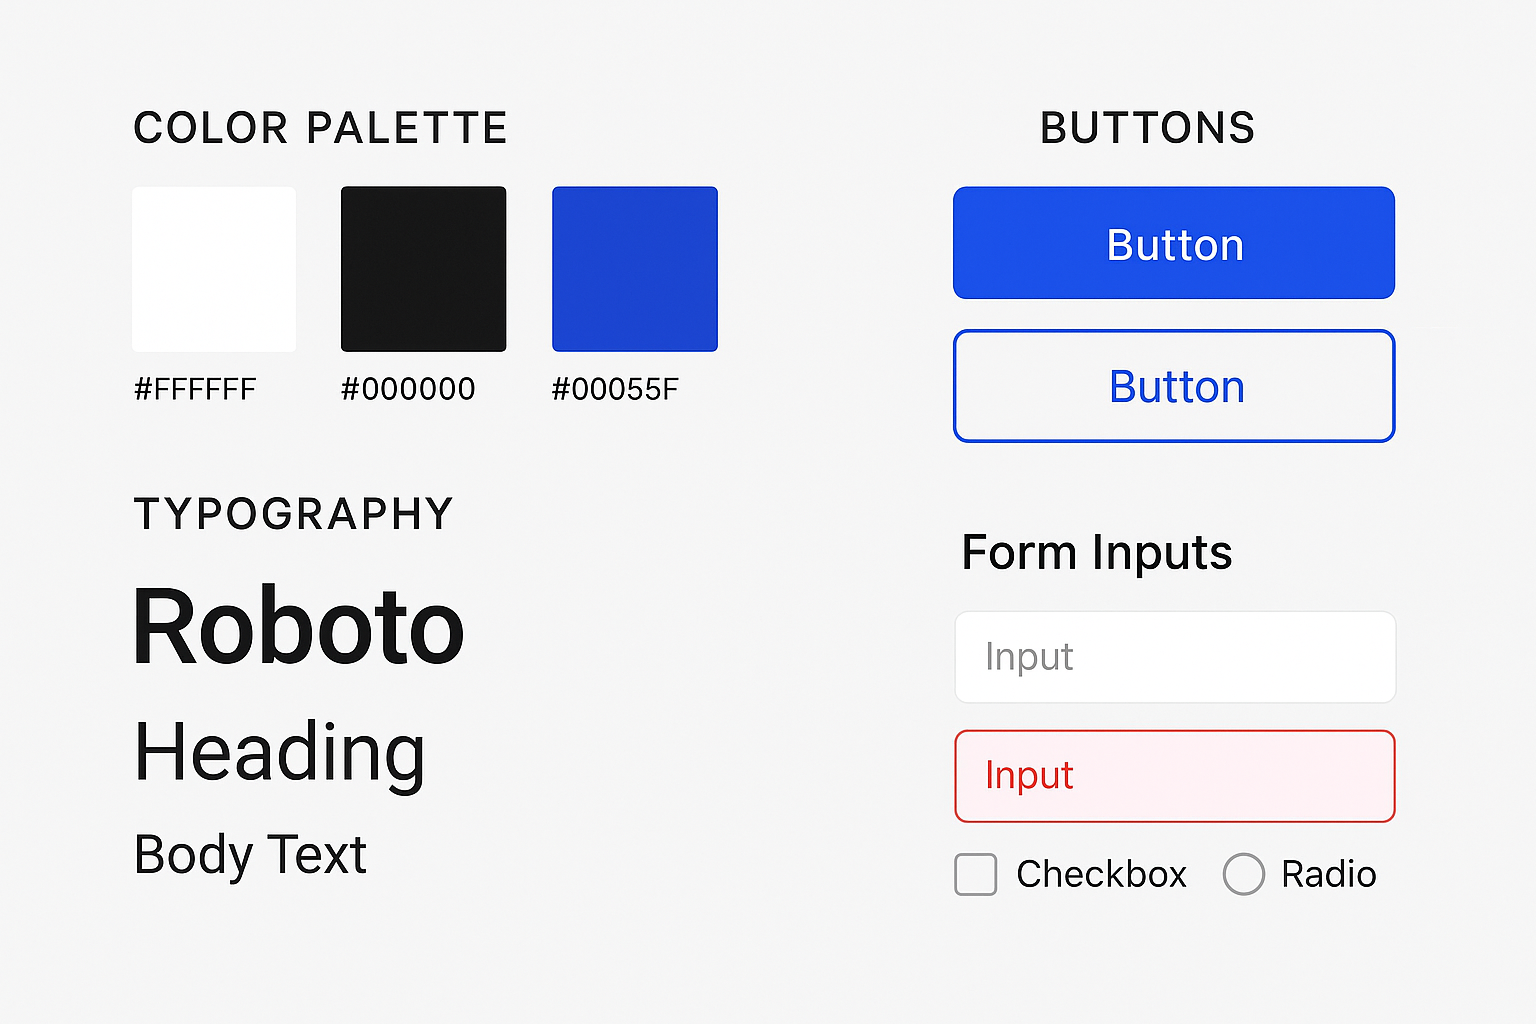 COLOR PALETTE
#FFFFFF
#000000
#00055F
TYPOGRAPHY
Roboto
Heading
Body Text
BUTTONS
Button
Button
Form Inputs
Input
Input
Checkbox
Radio